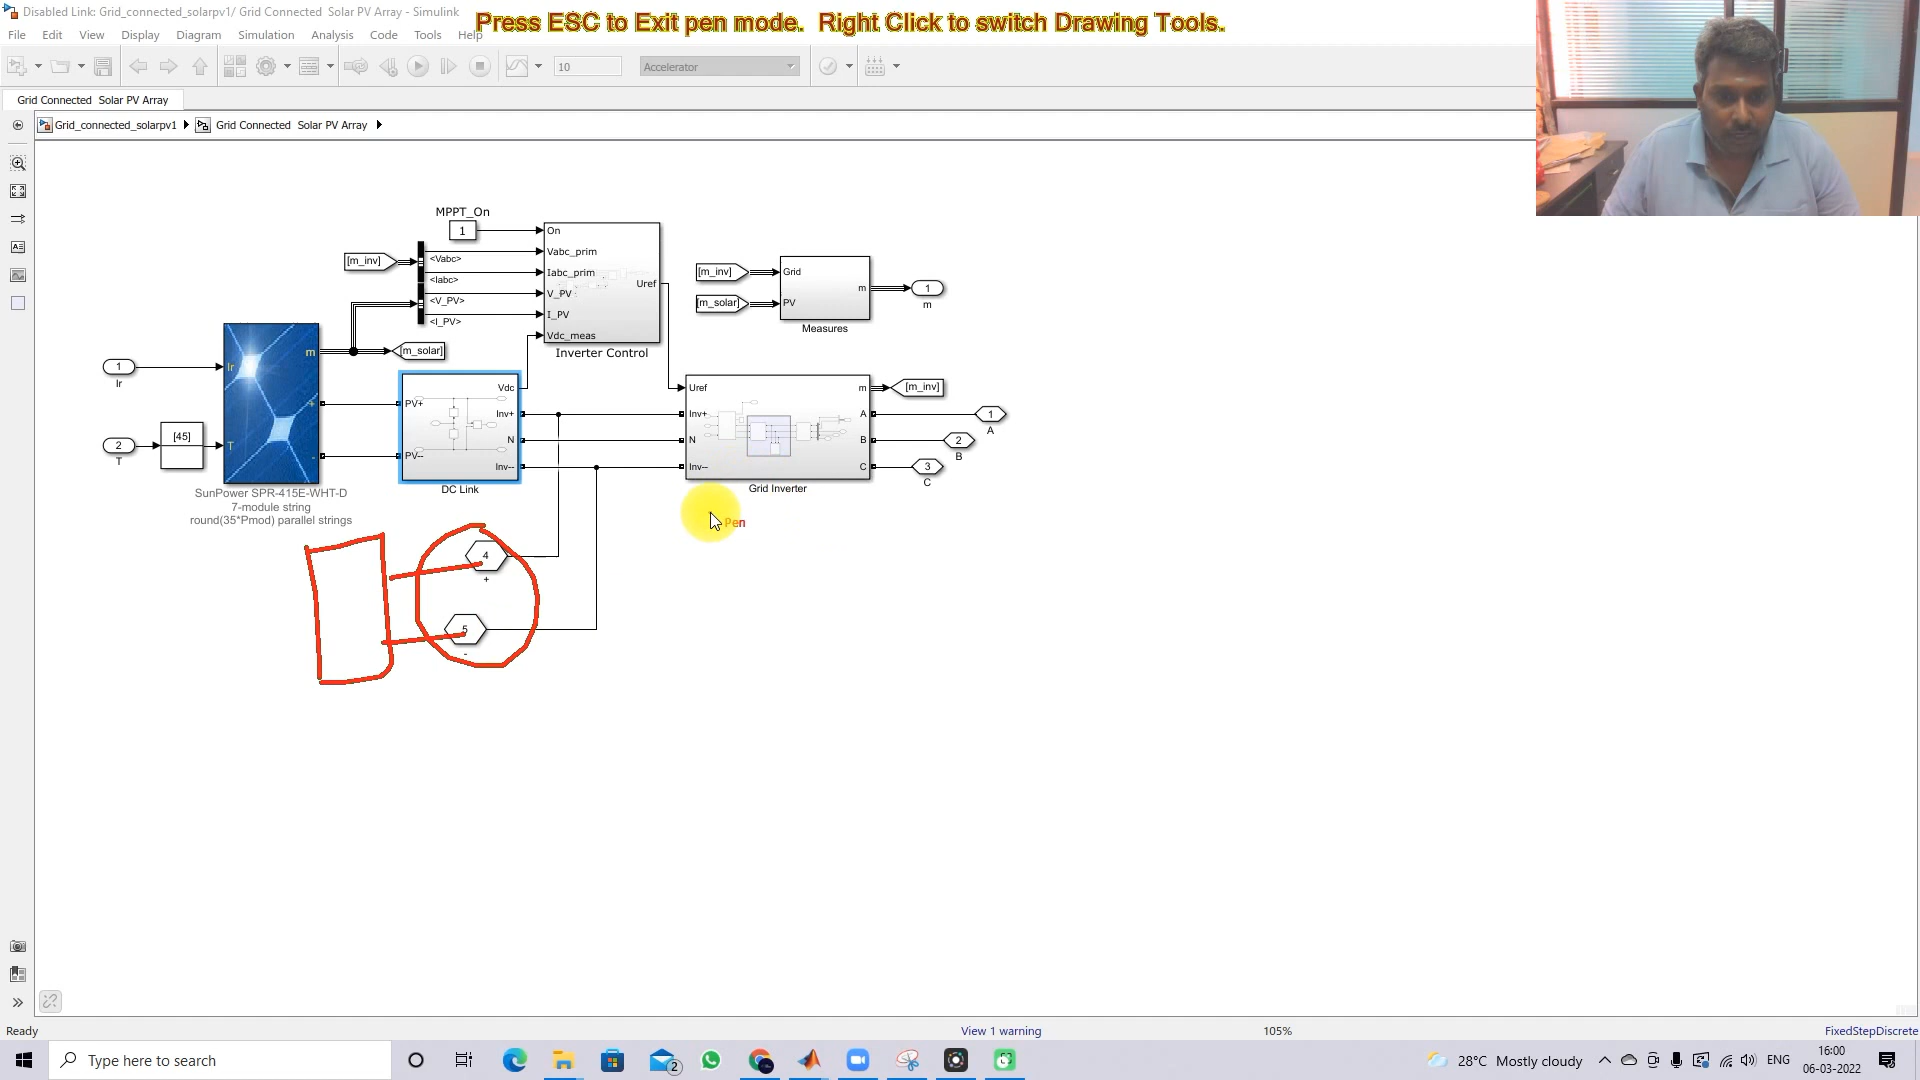 Disabled Link: Grid_connected_solarpv1/ Grid Connected Solar PV Array - Simulink
Press ESC to Exit pen mode. Right Click to switch Drawing Tools.
File Edit View Display Diagram Simulation Analysis Code Tools Help
10
Accelerator
Grid Connected Solar PV Array
Grid_connected_solarpv1 Grid Connected Solar PV Array
MPPT_On
1
On
[m_inv]
<Vabc>
Vabc_prim
<Iabc>
Iabc_prim
<V_PV>
V_PV
<I_PV>
I_PV
Vdc_meas
Uref
Inverter Control
[m_inv]
Grid
[m_solar]
PV
m
1
m
Measures
1
Ir
Ir
m
[m_solar]
2
T
[45]
T
+
-
SunPower SPR-415E-WHT-D
7-module string
round(35*Pmod) parallel strings
PV+
PV--
Vdc
Inv+
N
Inv--
DC Link
Uref
Inv+
N
Inv--
m
A
B
C
Grid Inverter
[m_inv]
1
A
2
B
3
C
Pen
4
+
5
-
Ready
View 1 warning
105%
FixedStepDiscrete
Type here to search
2
28°C Mostly cloudy
ENG
16:00
06-03-2022